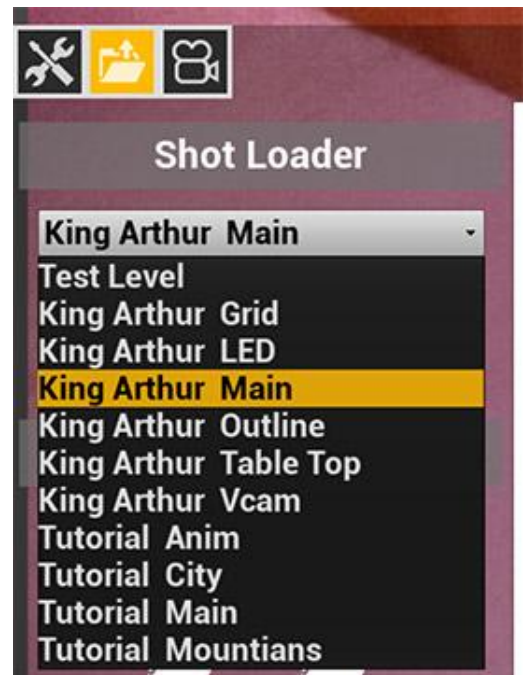 Shot Loader
King Arthur Main
Test Level
King Arthur Grid
King Arthur LED
King Arthur Main
King Arthur Outline
King Arthur Table Top
King Arthur Vcam
Tutorial Anim
Tutorial City
Tutorial Main
Tutorial Mountians